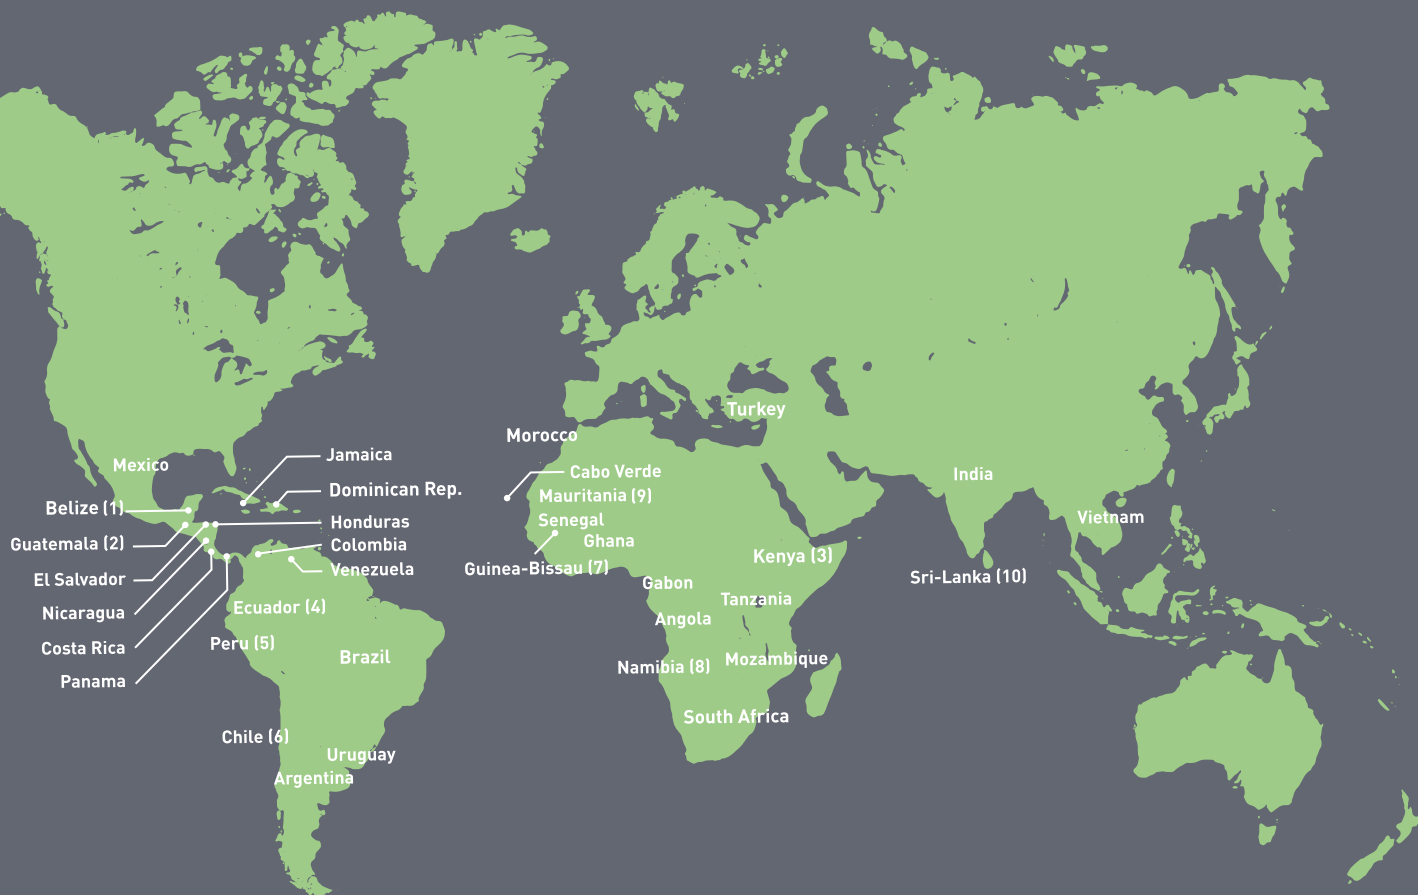 Turkey
Morocco
Mexico
Jamaica
Cabo Verde
India
Dominican Rep.
Mauritania (9)
Belize (1)
Honduras
Senegal
Vietnam
Guatemala (2)
Colombia
Ghana
Kenya (3)
El Salvador
Venezuela
Guinea-Bissau (7)
Gabon
Sri-Lanka (10)
Nicaragua
Ecuador (4)
Tanzania
Angola
Costa Rica
Peru (5)
Brazil
Namibia (8)
Mozambique
Panama
South Africa
Chile (6)
Uruguay
Argentina